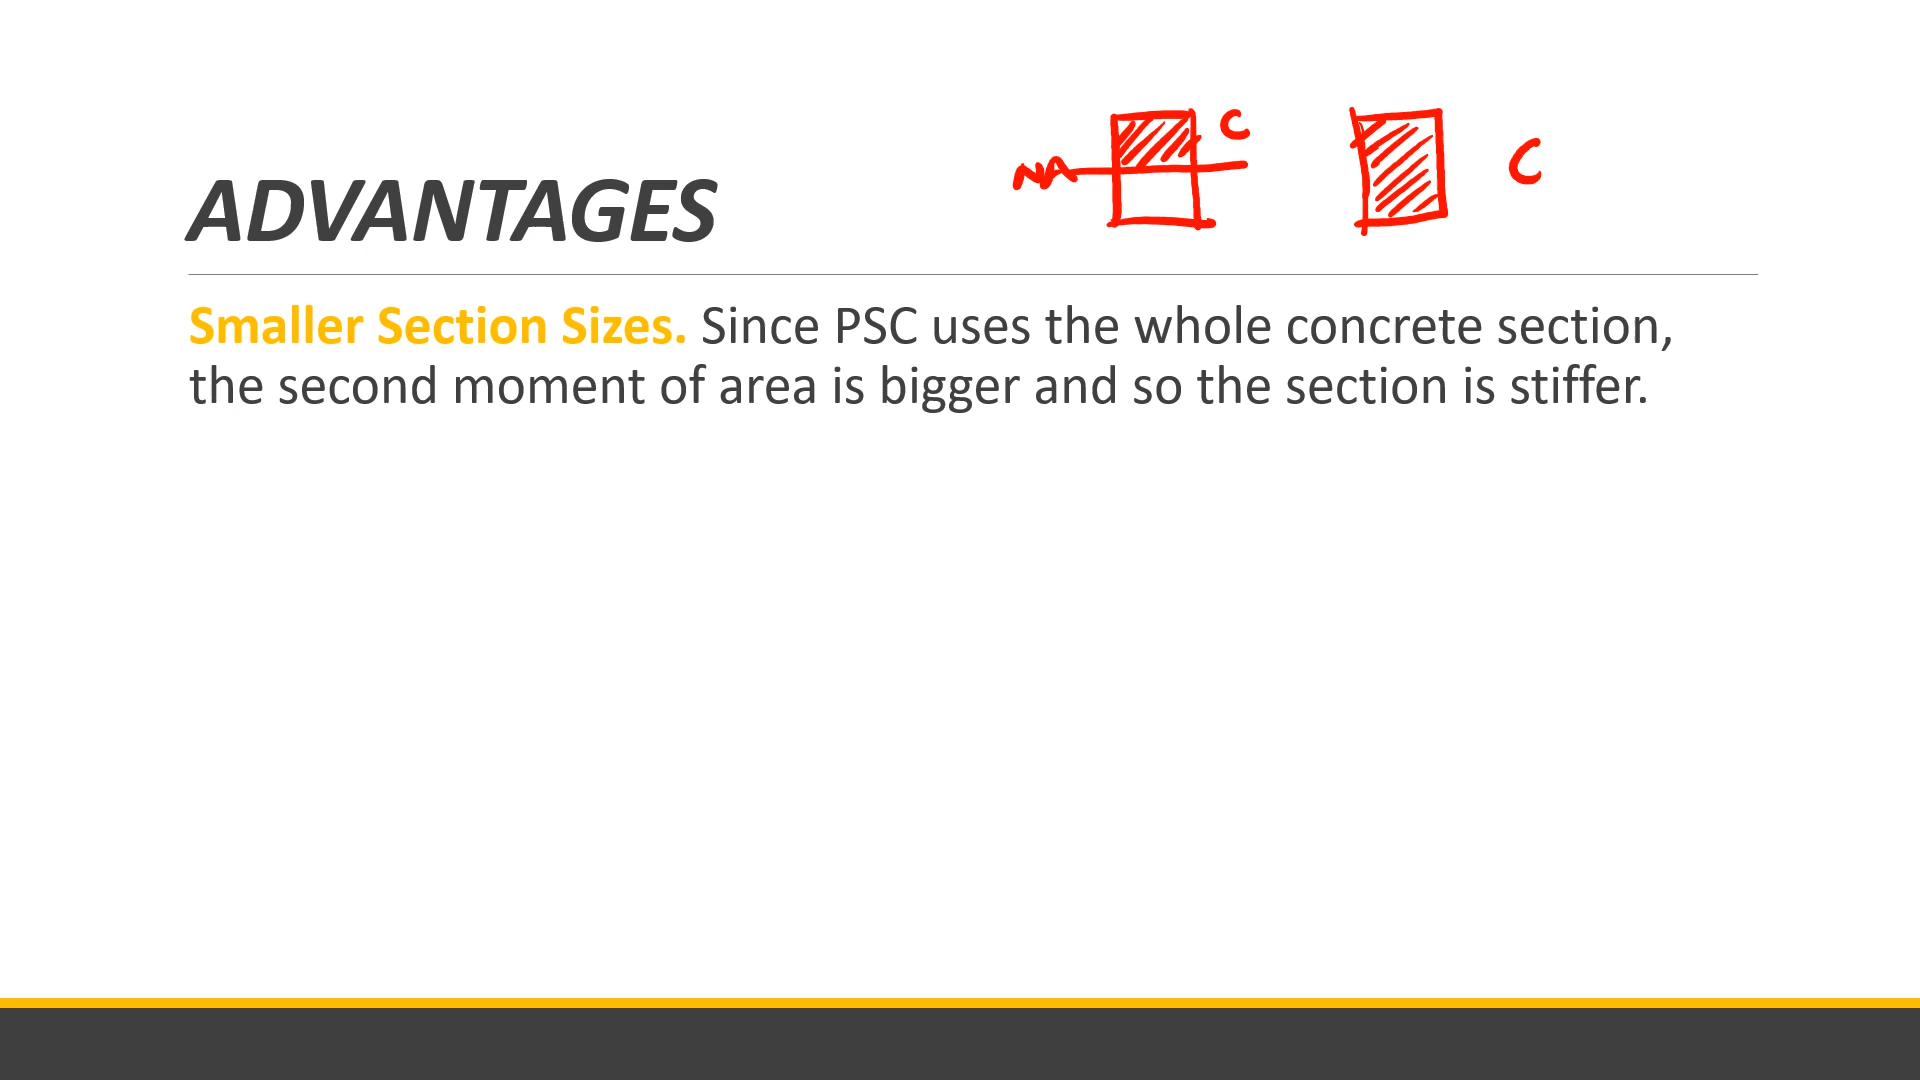 C
C
NA
ADVANTAGES
Smaller Section Sizes. Since PSC uses the whole concrete section,
the second moment of area is bigger and so the section is stiffer.